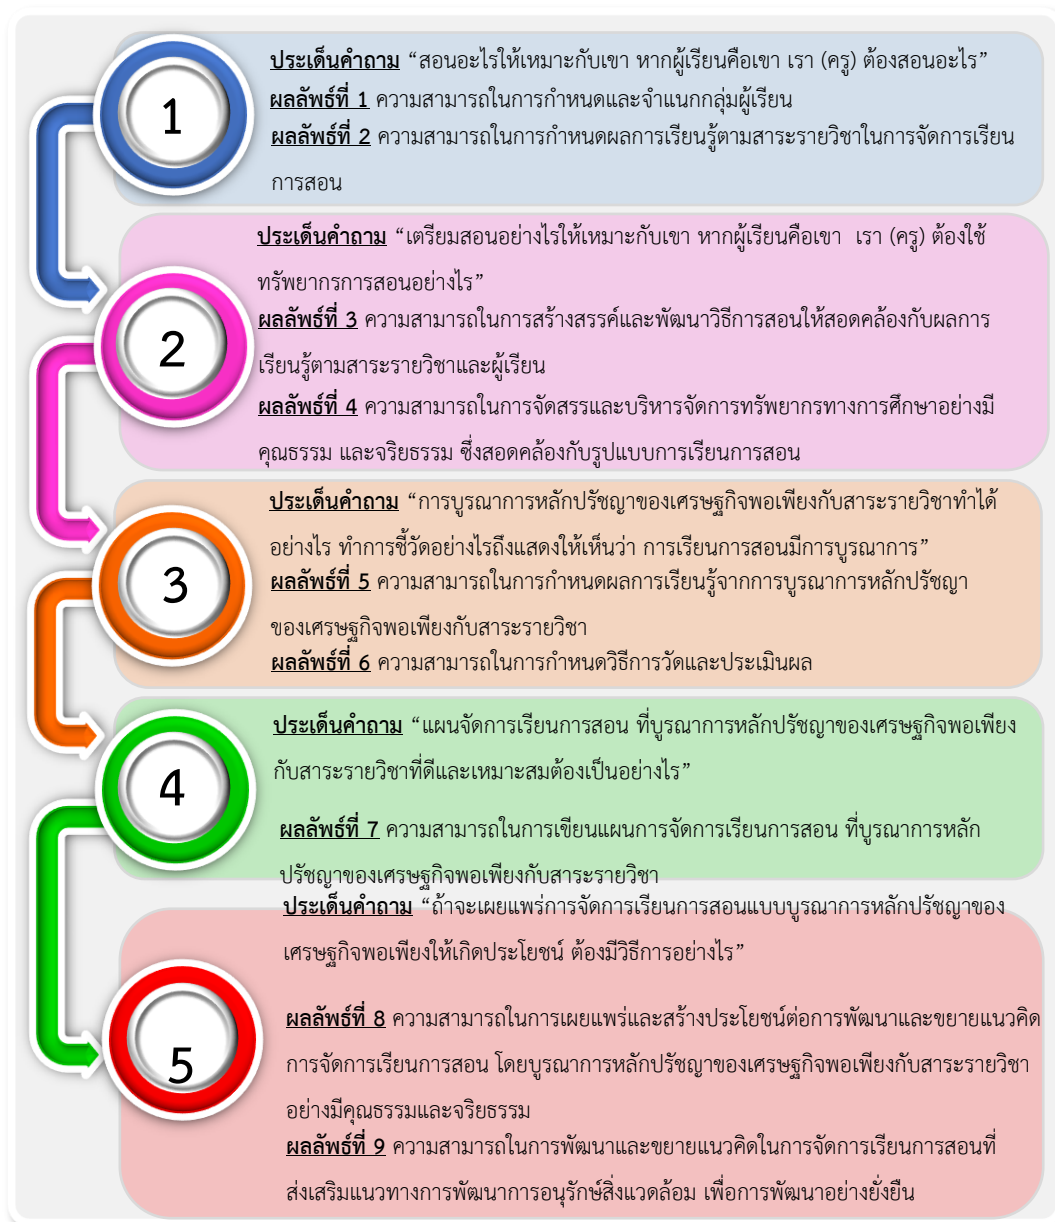 1
ประเด็นคำถาม “สอนอะไรให้เหมาะกับเขา หากผู้เรียนคือเขา เรา (ครู) ต้องสอนอะไร”
ผลลัพธ์ที่ 1 ความสามารถในการกำหนดและจำแนกกลุ่มผู้เรียน
ผลลัพธ์ที่ 2 ความสามารถในการกำหนดผลการเรียนรู้ตามสาระรายวิชาในการจัดการเรียน
การสอน
2
ประเด็นคำถาม “เตรียมสอนอย่างไรให้เหมาะกับเขา หากผู้เรียนคือเขา เรา (ครู) ต้องใช้
ทรัพยากรการสอนอย่างไร”
ผลลัพธ์ที่ 3 ความสามารถในการสร้างสรรค์และพัฒนาวิธีการสอนให้สอดคล้องกับผลการ
เรียนรู้ตามสาระรายวิชาและผู้เรียน
ผลลัพธ์ที่ 4 ความสามารถในการจัดสรรและบริหารจัดการทรัพยากรทางการศึกษาอย่างมี
คุณธรรม และจริยธรรม ซึ่งสอดคล้องกับรูปแบบการเรียนการสอน
3
ประเด็นคำถาม “การบูรณาการหลักปรัชญาของเศรษฐกิจพอเพียงกับสาระรายวิชาทำได้
อย่างไร ทำการชี้วัดอย่างไรถึงแสดงให้เห็นว่า การเรียนการสอนมีการบูรณาการ”
ผลลัพธ์ที่ 5 ความสามารถในการกำหนดผลการเรียนรู้จากการบูรณาการหลักปรัชญา
ของเศรษฐกิจพอเพียงกับสาระรายวิชา
ผลลัพธ์ที่ 6 ความสามารถในการกำหนดวิธีการวัดและประเมินผล
4
ประเด็นคำถาม “แผนจัดการเรียนการสอน ที่บูรณาการหลักปรัชญาของเศรษฐกิจพอเพียง
กับสาระรายวิชาที่ดีและเหมาะสมต้องเป็นอย่างไร”
ผลลัพธ์ที่ 7 ความสามารถในการเขียนแผนการจัดการเรียนการสอน ที่บูรณาการหลัก
ปรัชญาของเศรษฐกิจพอเพียงกับสาระรายวิชา
5
ประเด็นคำถาม “ถ้าจะเผยแพร่การจัดการเรียนการสอนแบบบูรณาการหลักปรัชญาของ
เศรษฐกิจพอเพียงให้เกิดประโยชน์ ต้องมีวิธีการอย่างไร”
ผลลัพธ์ที่ 8 ความสามารถในการเผยแพร่และสร้างประโยชน์ต่อการพัฒนาและขยายแนวคิด
การจัดการเรียนการสอน โดยบูรณาการหลักปรัชญาของเศรษฐกิจพอเพียงกับสาระรายวิชา
อย่างมีคุณธรรมและจริยธรรม
ผลลัพธ์ที่ 9 ความสามารถในการพัฒนาและขยายแนวคิดในการจัดการเรียนการสอนที่
ส่งเสริมแนวทางการพัฒนาการอนุรักษ์สิ่งแวดล้อม เพื่อการพัฒนาอย่างยั่งยืน